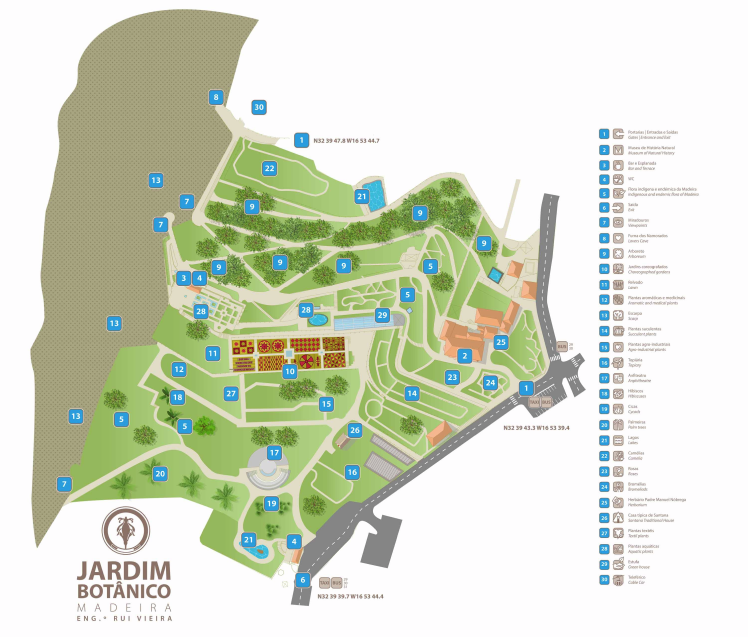 8
30
1
N32 39 47.8 W16 53 44.7
22
13
21
7
9
9
7
9
5
9
9
9
3
4
28
28
5
29
13
11
2
25
10
12
23
24
18
27
14
1
15
13
5
5
N32 39 43.3 W16 53 39.4
26
17
20
16
7
19
21
4
6
TAXI
BUS
N32 39 39.7 W16 53 44.4
JARDIM
BOTÂNICO
MADEIRA
ENG.º RUI VIEIRA
1 Portadas | Entradas e Saídas
Gates | Entrance and Exit
2 Museu de História Natural
Museum of Natural History
3 Bar e Esplanada
Bar and Terrace
4 WC
5 Flora indígena e endémica da Madeira
Indigenous and endemic flora of Madeira
6 Saída
Exit
7 Miradouros
Viewpoints
8 Furna dos Namorados
Lovers Cave
9 Arboreto
Arboretum
10 Jardins coreografados
Choreographed gardens
11 Relvado
Lawn
12 Plantas aromáticas e medicinais
Aromatic and medical plants
13 Escarpa
Scarp
14 Plantas suculentas
Succulent plants
15 Plantas agro-industriais
Agro-industrial plants
16 Topiária
Topiary
17 Anfiteatro
Amphitheatre
18 Hibiscos
Hibiscuses
19 Cicas
Cycads
20 Palmeiras
Palm trees
21 Lagos
Lakes
22 Camélias
Camelia
23 Rosas
Roses
24 Bromélias
Bromeliads
25 Herbário Padre Manuel Nóbrega
Herbarium
26 Casa típica de Santana
Santana Traditional House
27 Plantas têxteis
Textil plants
28 Plantas aquáticas
Aquatic plants
29 Estufa
Green House
30 Teleférico
Cable Car